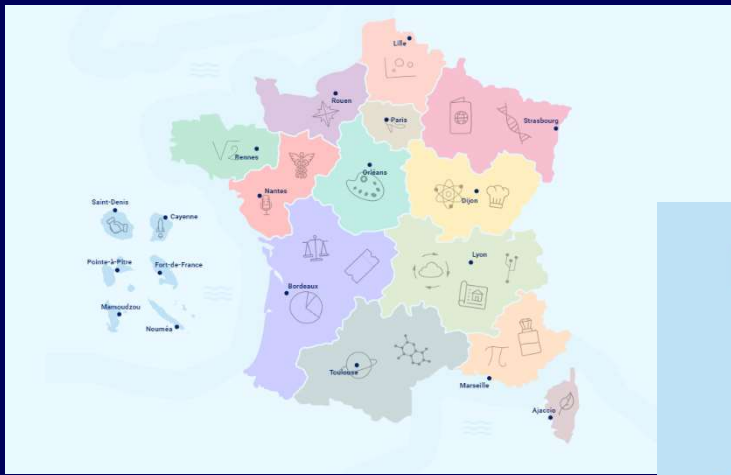 Lille
Rouen
Paris
Strasbourg
Rennes
Orléans
Nantes
Dijon
Saint-Denis
Cayenne
Pointe-à-Pitre
Fort-de-France
Lyon
Bordeaux
Mamoudzou
Nouméa
Toulouse
Marseille
Ajaccio
√2
π